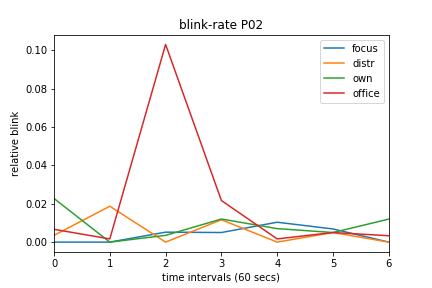 blink-rate P02
relative blink
0.10
0.08
0.06
0.04
0.02
0.00
focus
distr
own
office
0 1 2 3 4 5 6
time intervals (60 secs)